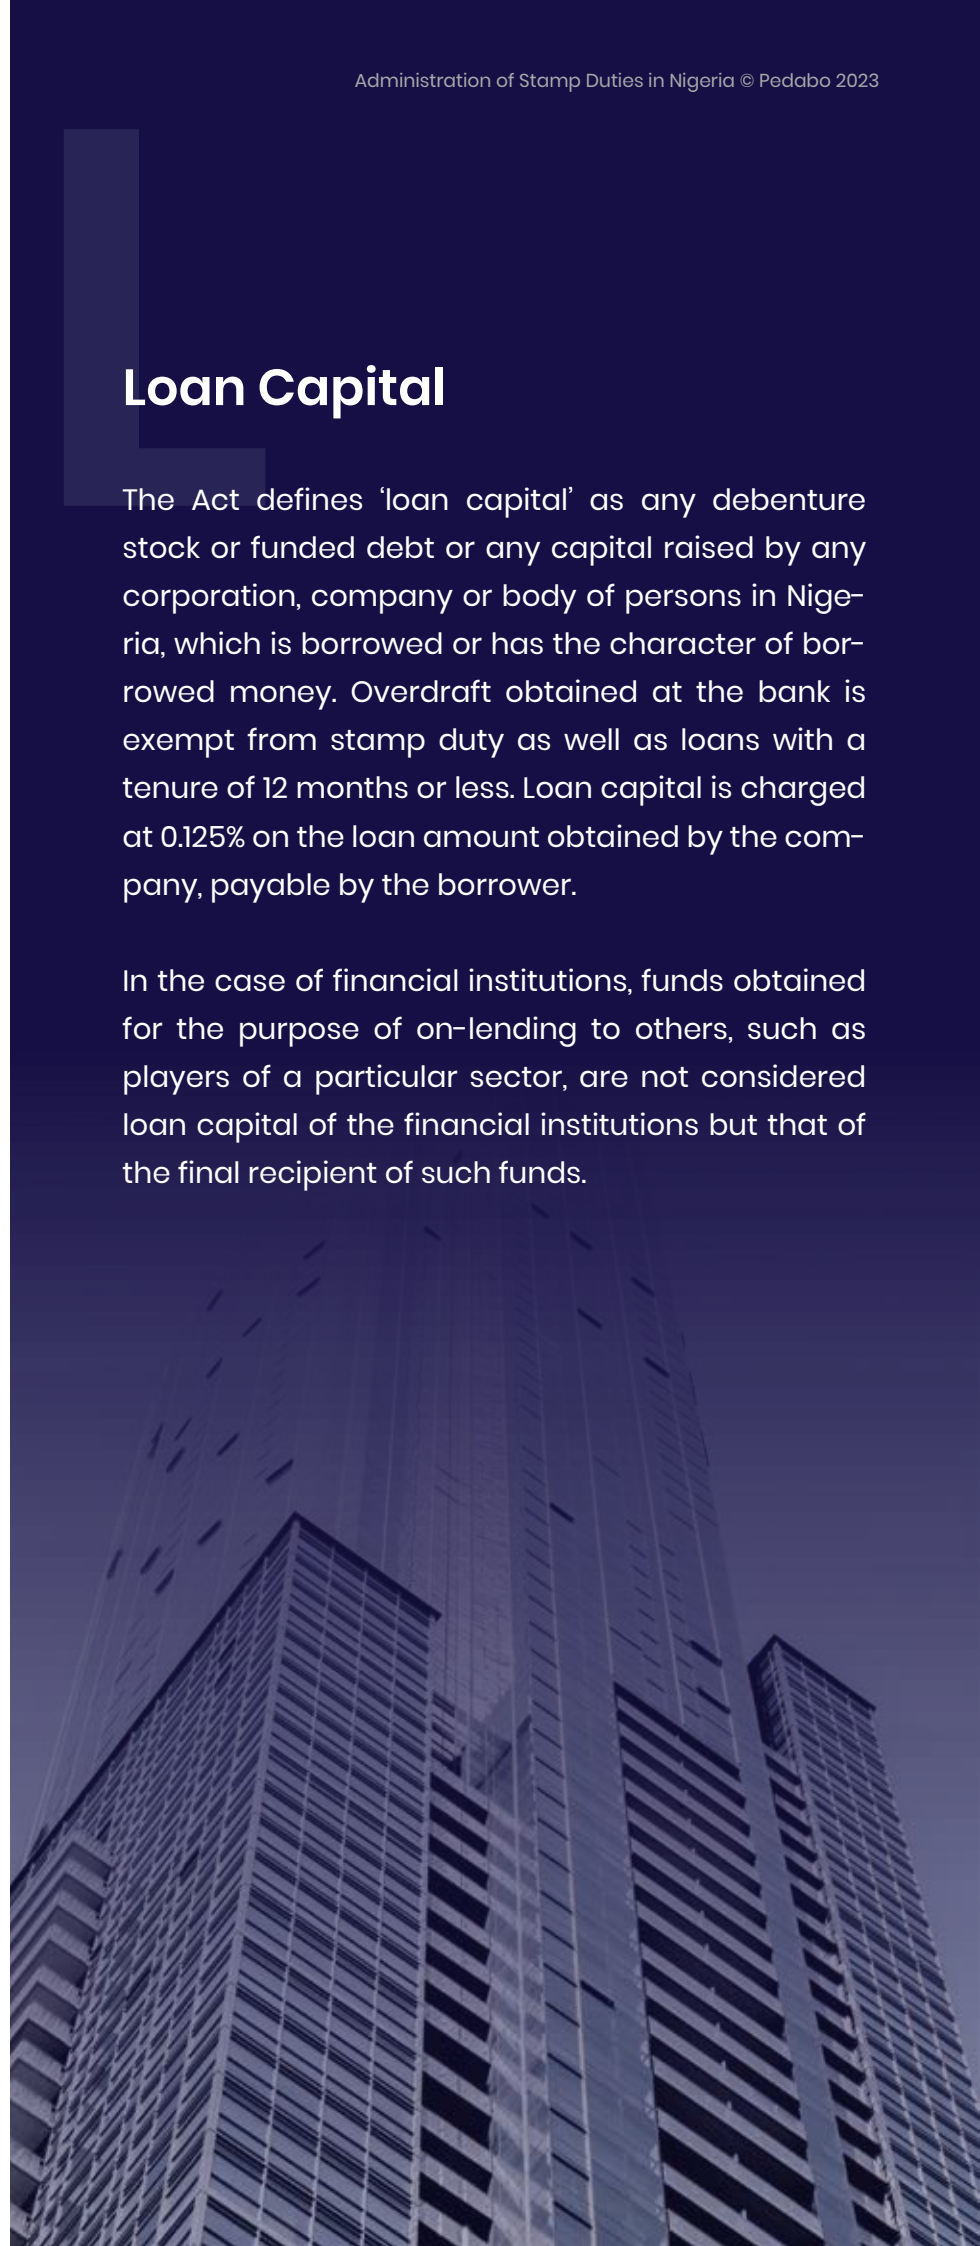 Administration of Stamp Duties in Nigeria © Pedabo 2023
L
Loan Capital
The Act defines ‘loan capital’ as any debenture
stock or funded debt or any capital raised by any
corporation, company or body of persons in Nige-
ria, which is borrowed or has the character of bor-
rowed money. Overdraft obtained at the bank is
exempt from stamp duty as well as loans with a
tenure of 12 months or less. Loan capital is charged
at 0.125% on the loan amount obtained by the com-
pany, payable by the borrower.
In the case of financial institutions, funds obtained
for the purpose of on-lending to others, such as
players of a particular sector, are not considered
loan capital of the financial institutions but that of
the final recipient of such funds.